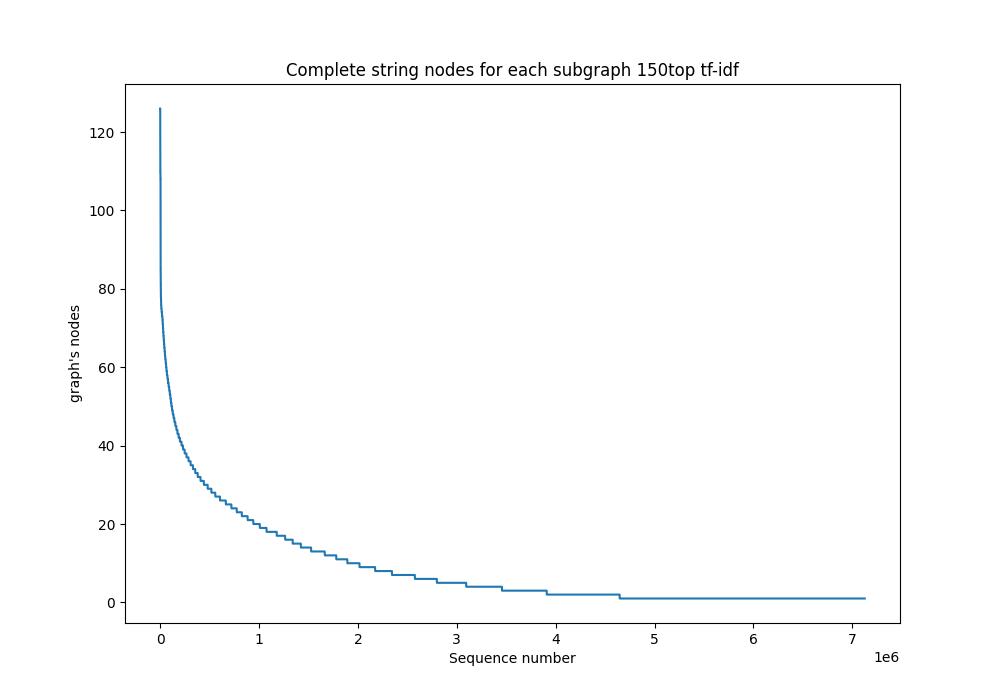 Complete string nodes for each subgraph 150top tf-idf
120
100
80
60
40
20
0
graph's nodes
0 1 2 3 4 5 6 7
1e6
Sequence number